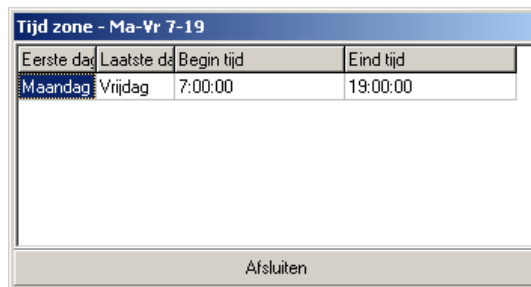 Tijd zone - Ma-Vr 7-19
Eerste dag Laatste da Begin tijd Eind tijd
Maandag Vrijdag 7:00:00 19:00:00
Afsluiten